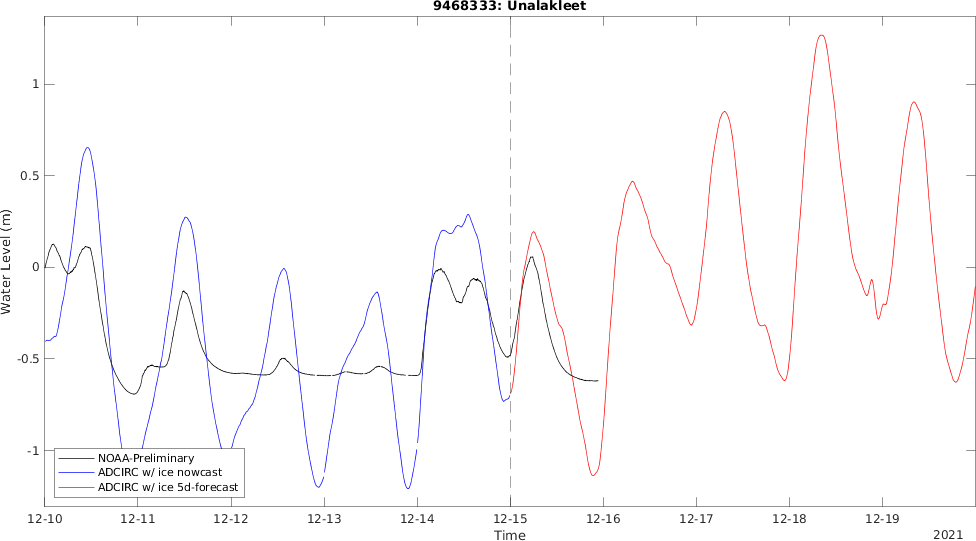 9468333: Unalakleet
Water Level (m)
1
0.5
0
-0.5
-1
NOAA-Preliminary
ADCIRC w/ ice nowcast
ADCIRC w/ ice 5d-forecast
12-10 12-11 12-12 12-13 12-14 12-15 12-16 12-17 12-18 12-19
Time
2021